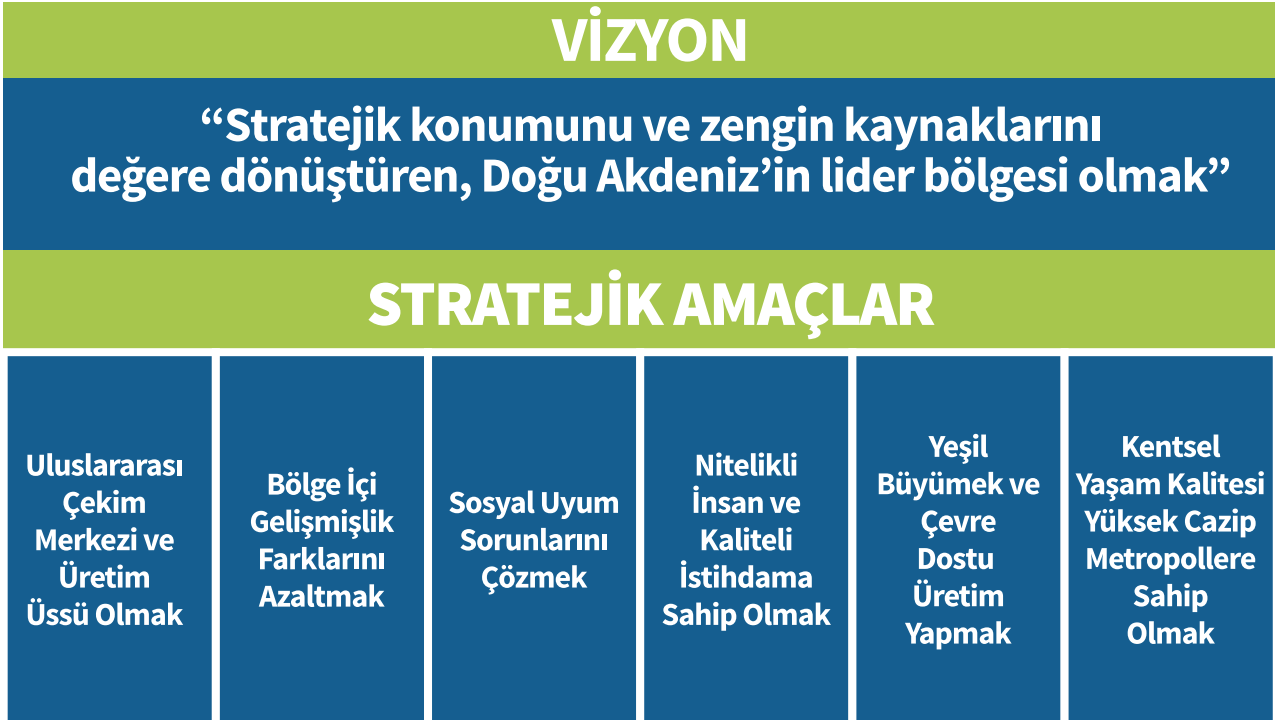 VİZYON
“Stratejik konumunu ve zengin kaynaklarını
değere dönüştüren, Doğu Akdeniz’in lider bölgesi olmak”
STRATEJİK AMAÇLAR
Uluslararası
Çekim
Merkezi ve
Üretim
Üssü Olmak
Bölge İçi
Gelişmişlik
Farklarını
Azaltmak
Sosyal Uyum
Sorunlarını
Çözmek
Nitelikli
İnsan ve
Kaliteli
İstihdama
Sahip Olmak
Yeşil
Büyümek ve
Çevre
Dostu
Üretim
Yapmak
Kentsel
Yaşam Kalitesi
Yüksek Cazip
Metropollere
Sahip
Olmak